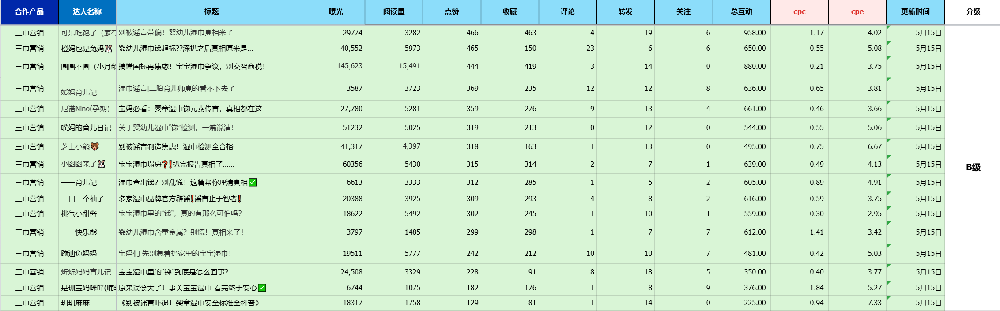 合作产品 达人名称 标题 曝光 阅读量 点赞 收藏 评论 转发 关注 总互动 cpc cpe 更新时间 分级
三巾营销 可乐吃饱了（家有 别被谣言带偏！婴幼儿湿巾真相来了 29774 3282 466 463 4 19 6 958.00 1.17 4.02 5月15日
三巾营销 橙妈也是兔妈🐰 婴幼儿湿巾锑超标??深扒之后真相原来是... 40,552 5973 465 150 23 6 6 650.00 0.55 5.08 5月15日
三巾营销 圆圆不圆（小月龄 搞懂国标再焦虑！宝宝湿巾争议，别交智商税！ 145,623 15,491 444 419 3 14 0 880.00 0.21 3.75 5月15日
三巾营销 媛妈育儿记 湿巾谣言|二胎育儿师真的看不下去了 3587 3723 369 235 12 12 8 636.00 0.65 3.81 5月15日
三巾营销 尼诺Nino(孕期） 宝妈必看：婴童湿巾锑元素传言，真相都在这 27,780 5281 359 276 9 13 4 661.00 0.46 3.66 5月15日
三巾营销 噗妈的育儿日记 关于婴幼儿湿巾“锑”检测，一篇说清！ 51232 5025 319 213 0 12 0 544.00 0.55 5.06 5月15日
三巾营销 芝士小熊🐻 别被谣言制造焦虑！湿巾检测全合格 41,317 4,397 318 163 1 13 0 495.00 0.75 6.67 5月15日
三巾营销 小图图来了🐰 宝宝湿巾塌房❓❗扒完报告真相了...... 60356 5430 315 314 2 7 1 639.00 0.49 4.13 5月15日
三巾营销 一一育儿记 湿巾查出锑？别乱慌！这篇帮你理清真相✅ 6613 3333 312 285 1 5 2 605.00 0.89 4.91 5月15日 B级
三巾营销 一口一个柚子 多家湿巾品牌官方辟谣❗谣言止于智者❗ 20388 3925 309 293 4 8 2 616.00 0.59 3.75 5月15日
三巾营销 桃气小甜酱 宝宝湿巾里的“锑”，真的有那么可怕吗？ 18622 5492 302 245 1 10 1 559.00 0.30 2.95 5月15日
三巾营销 一一快乐熊 婴幼儿湿巾含重金属？别慌！真相来了！ 3797 1485 299 298 1 7 7 612.00 1.41 3.42 5月15日
三巾营销 蹦迪兔妈妈 宝妈们 先别急着扔家里的宝宝湿巾！ 19511 5777 242 212 10 10 7 481.00 0.42 5.03 5月15日
三巾营销 炘炘妈妈育儿记 宝宝湿巾里的“锑”到底是怎么回事？ 24,508 3329 228 91 8 18 5 350.00 0.40 3.77 5月15日
三巾营销 是珊宝妈咪吖(哺 原来误会大了！事关宝宝湿巾 看完终于安心✅ 6744 1075 182 176 1 8 9 376.00 1.84 5.27 5月15日
三巾营销 玥玥麻麻 《别被谣言吓退！婴童湿巾安全标准全科普》 18317 1758 129 81 1 14 0 225.00 0.94 7.33 5月15日